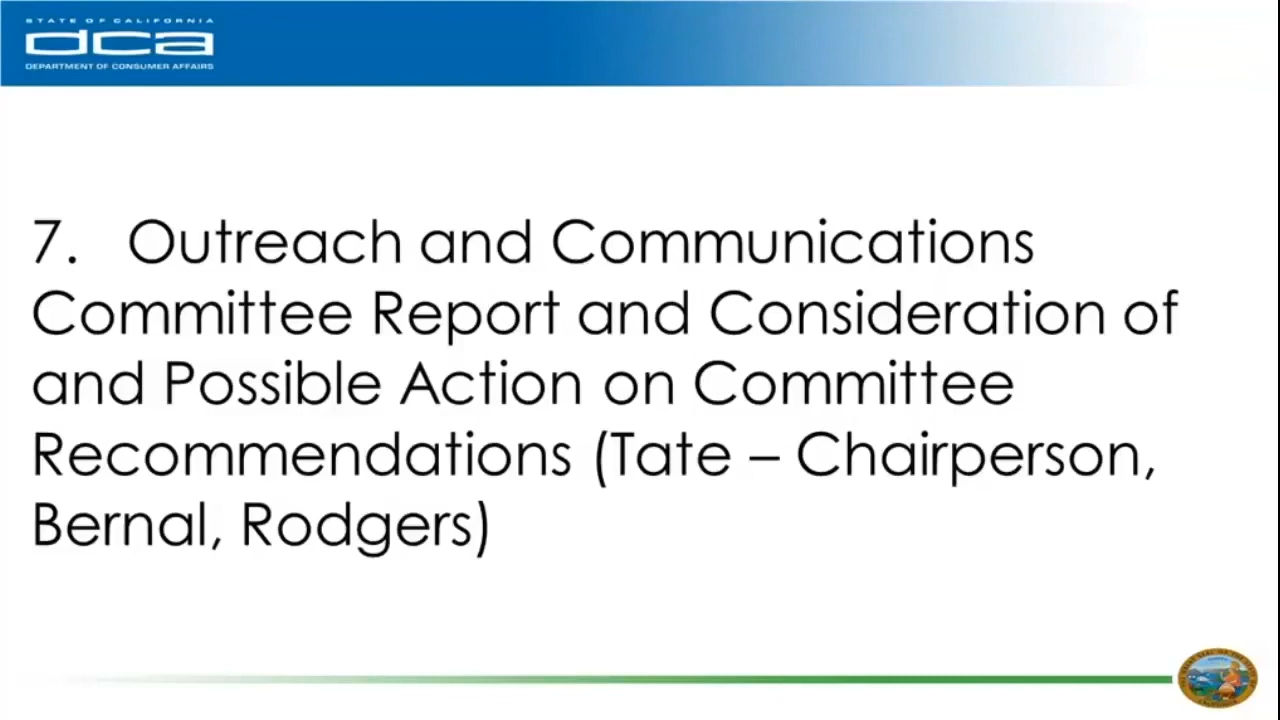 STATE OF CALIFORNIA
dca
DEPARTMENT OF CONSUMER AFFAIRS
7. Outreach and Communications
Committee Report and Consideration of
and Possible Action on Committee
Recommendations (Tate – Chairperson,
Bernal, Rodgers)